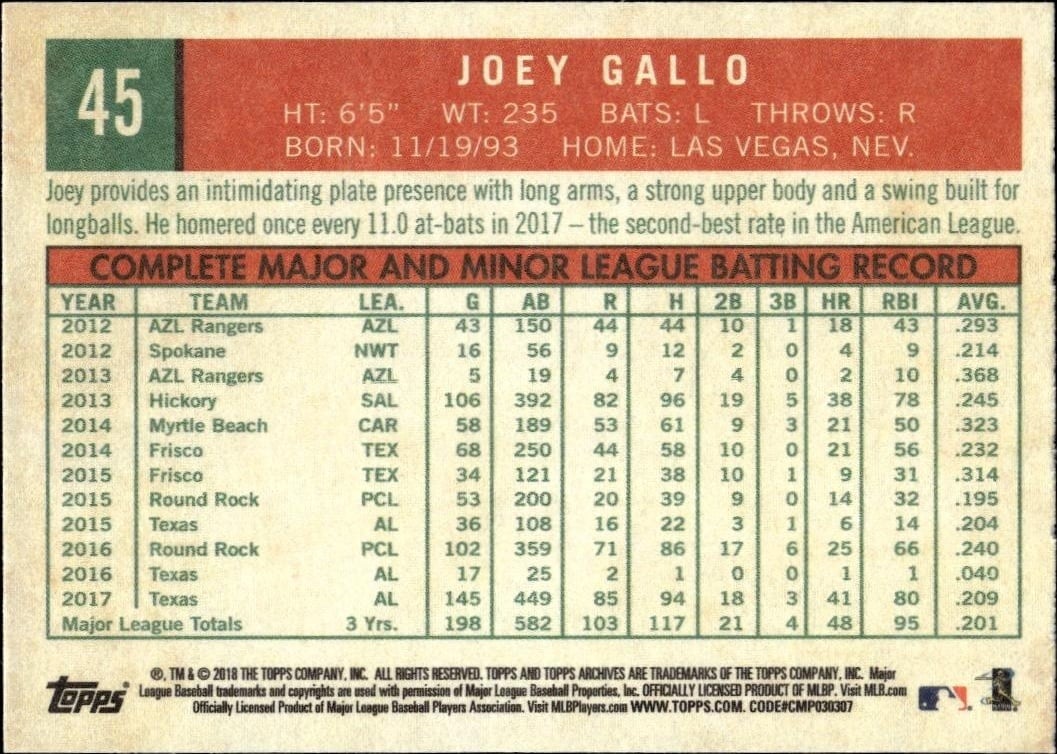 45
JOEY GALLO
HT: 6'5" WT: 235 BATS: L THROWS: R
BORN: 11/19/93 HOME: LAS VEGAS, NEV.
Joey provides an intimidating plate presence with long arms, a strong upper body and a swing built for
longballs. He homered once every 11.0 at-bats in 2017 – the second-best rate in the American League.
COMPLETE MAJOR AND MINOR LEAGUE BATTING RECORD
YEAR TEAM LEA. G AB R H 2B 3B HR RBI AVG.
2012 AZL Rangers AZL 43 150 44 44 10 1 18 43 .293
2012 Spokane NWT 16 56 9 12 2 0 4 9 .214
2013 AZL Rangers AZL 5 19 4 7 4 0 2 10 .368
2013 Hickory SAL 106 392 82 96 19 5 38 78 .245
2014 Myrtle Beach CAR 58 189 53 61 9 3 21 50 .323
2014 Frisco TEX 68 250 44 58 10 0 21 56 .232
2015 Frisco TEX 34 121 21 38 10 1 9 31 .314
2015 Round Rock PCL 53 200 20 39 9 0 14 32 .195
2015 Texas AL 36 108 16 22 3 1 6 14 .204
2016 Round Rock PCL 102 359 71 86 17 6 25 66 .240
2016 Texas AL 17 25 2 1 0 0 1 1 .040
2017 Texas AL 145 449 85 94 18 3 41 80 .209
Major League Totals 3 Yrs. 198 582 103 117 21 4 48 95 .201
Topps®
®, TM & © 2018 THE TOPPS COMPANY, INC. ALL RIGHTS RESERVED. TOPPS AND TOPPS ARCHIVES ARE TRADEMARKS OF THE TOPPS COMPANY, INC. Major
League Baseball trademarks and copyrights are used with permission of Major League Baseball Properties, Inc. OFFICIALLY LICENSED PRODUCT OF MLBP. Visit MLB.com
Officially Licensed Product of Major League Baseball Players Association. Visit MLBPlayers.com WWW.TOPPS.COM. CODE#CMP030307